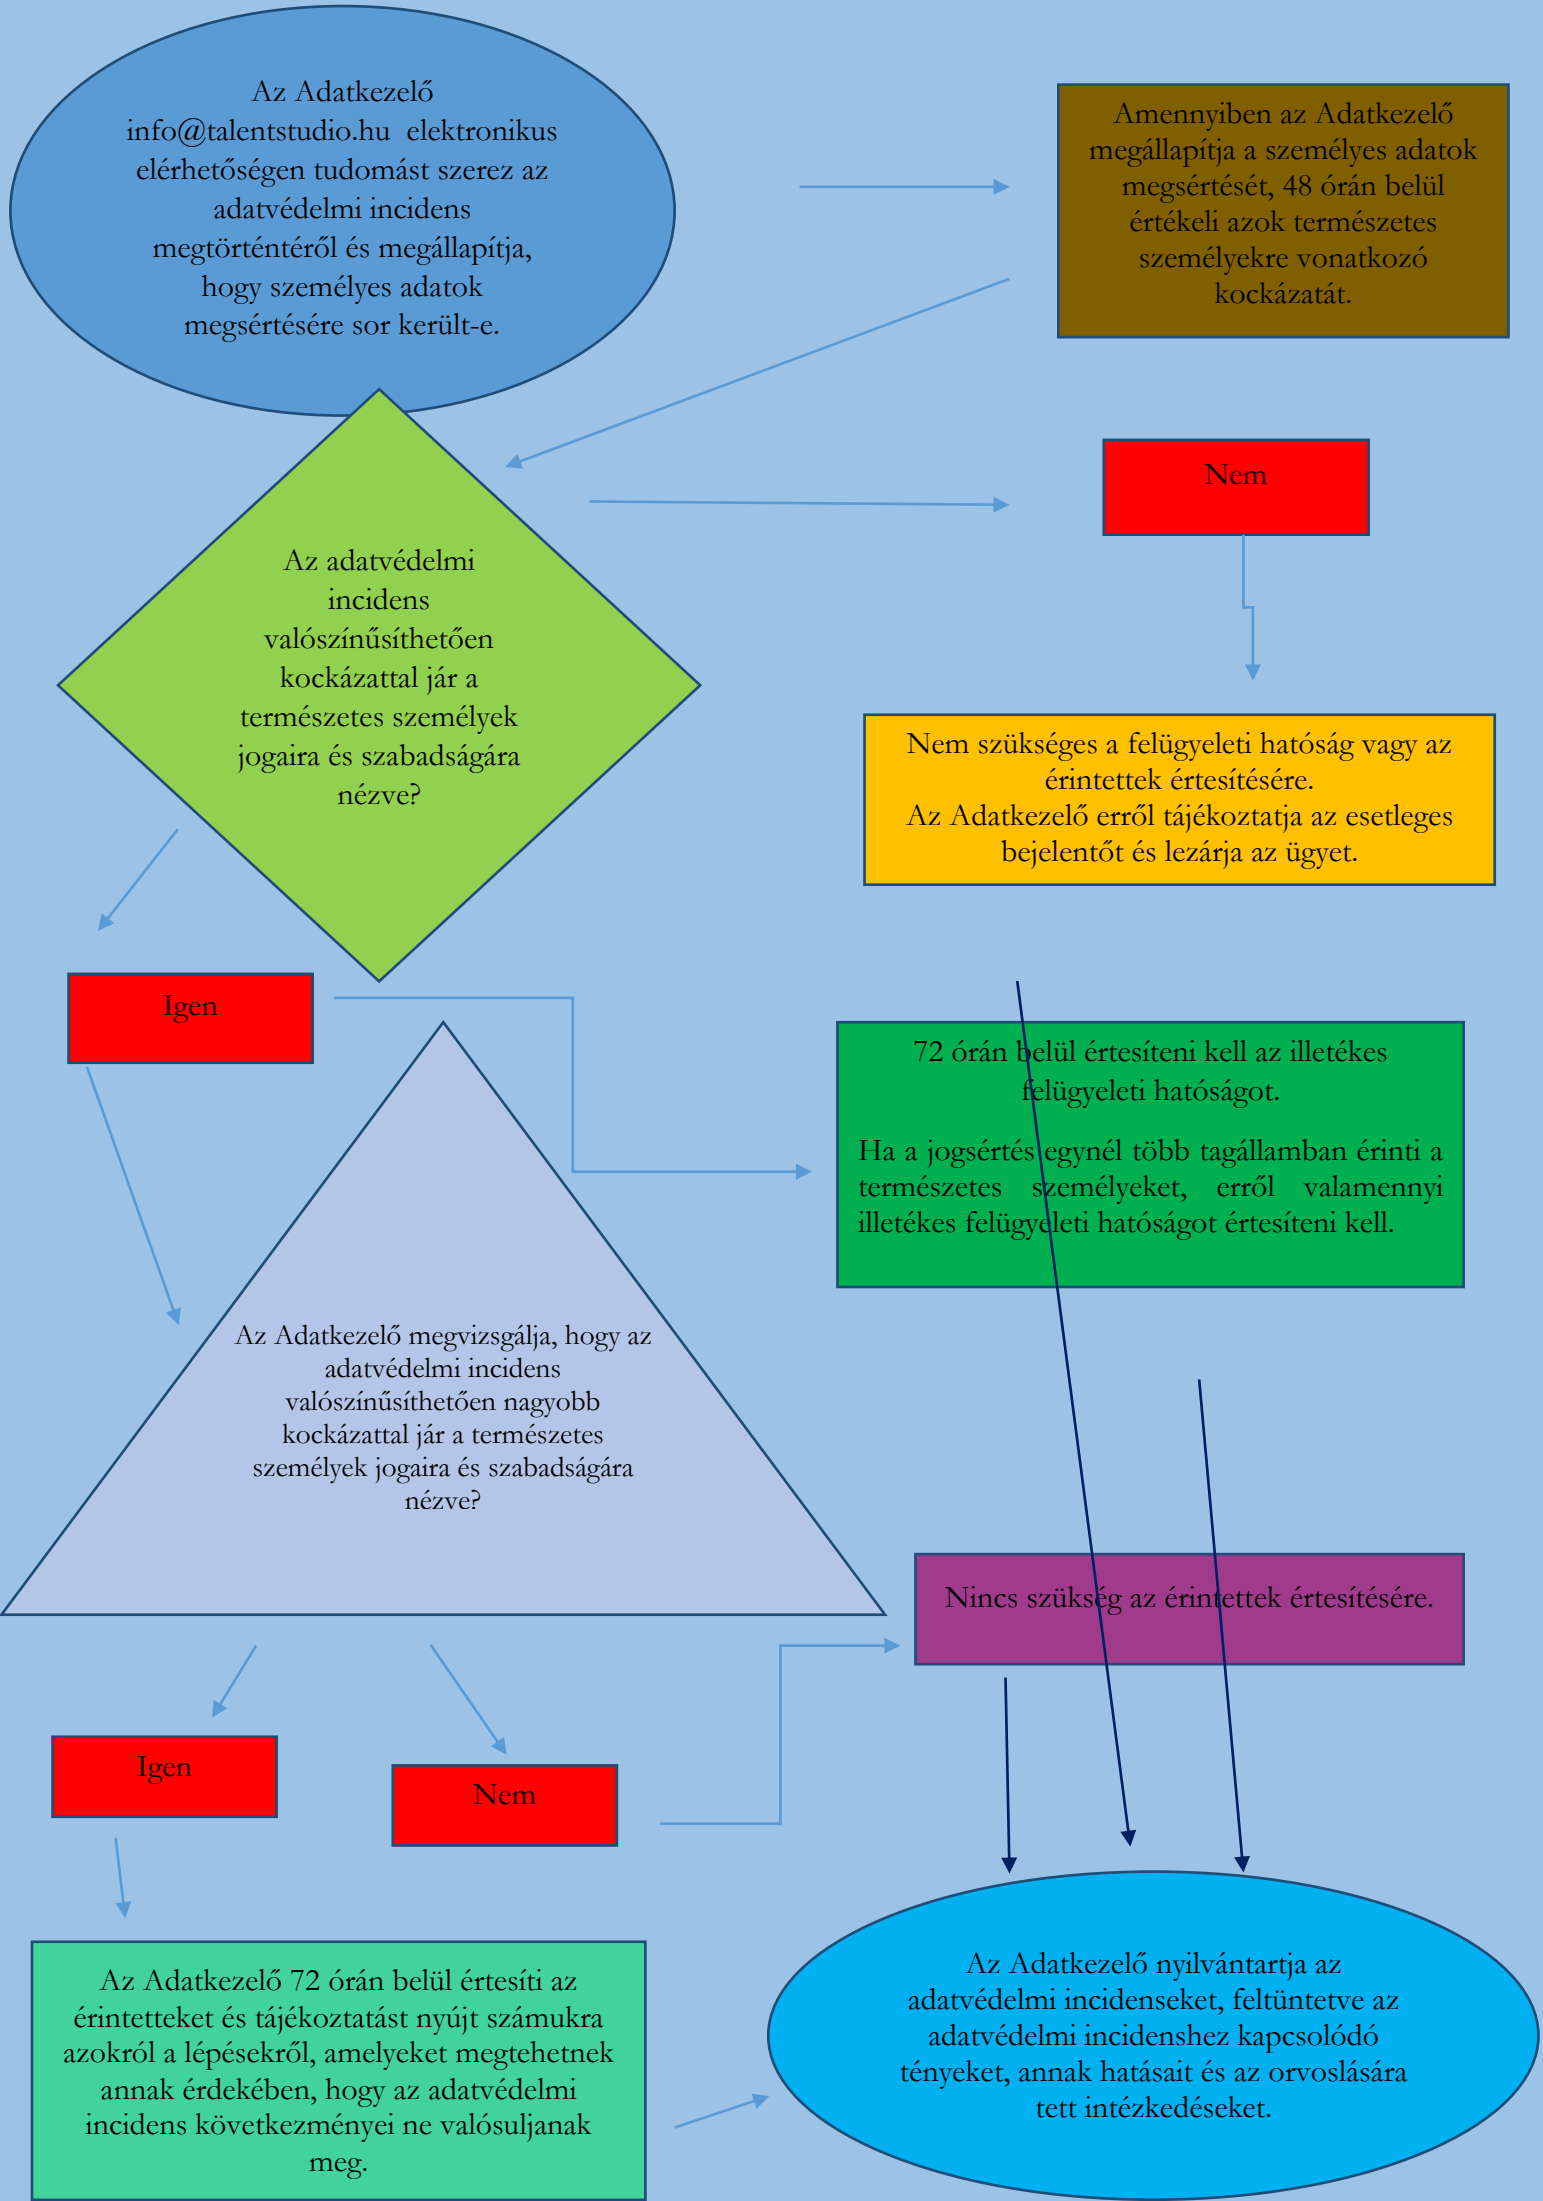 Az Adatkezelő
info@talentstudio.hu elektronikus
elérhetőségen tudomást szerez az
adatvédelmi incidens
megtörténtéről és megállapítja,
hogy személyes adatok
megsértésére sor került-e.
Amennyiben az Adatkezelő
megállapítja a személyes adatok
megsértését, 48 órán belül
értékeli azok természetes
személyekre vonatkozó
kockázatát.
Az adatvédelmi
incidens
valószínűsíthetően
kockázattal jár a
természetes személyek
jogaira és szabadságára
nézve?
Nem
Nem szükséges a felügyeleti hatóság vagy az
érintettek értesítésére.
Az Adatkezelő erről tájékoztatja az esetleges
bejelentőt és lezárja az ügyet.
Igen
72 órán belül értesíteni kell az illetékes
felügyeleti hatóságot.
Ha a jogsértés egynél több tagállamban érinti a
természetes személyeket, erről valamennyi
illetékes felügyeleti hatóságot értesíteni kell.
Az Adatkezelő megvizsgálja, hogy az
adatvédelmi incidens
valószínűsíthetően nagyobb
kockázattal jár a természetes
személyek jogaira és szabadságára
nézve?
Nincs szükség az érintettek értesítésére.
Igen
Nem
Az Adatkezelő 72 órán belül értesíti az
érintetteket és tájékoztatást nyújt számukra
azokról a lépésekről, amelyeket megtehetnek
annak érdekében, hogy az adatvédelmi
incidens következményei ne valósuljanak
meg.
Az Adatkezelő nyilvántartja az
adatvédelmi incidenseket, feltüntetve az
adatvédelmi incidenshez kapcsolódó
tényeket, annak hatásait és az orvoslására
tett intézkedéseket.